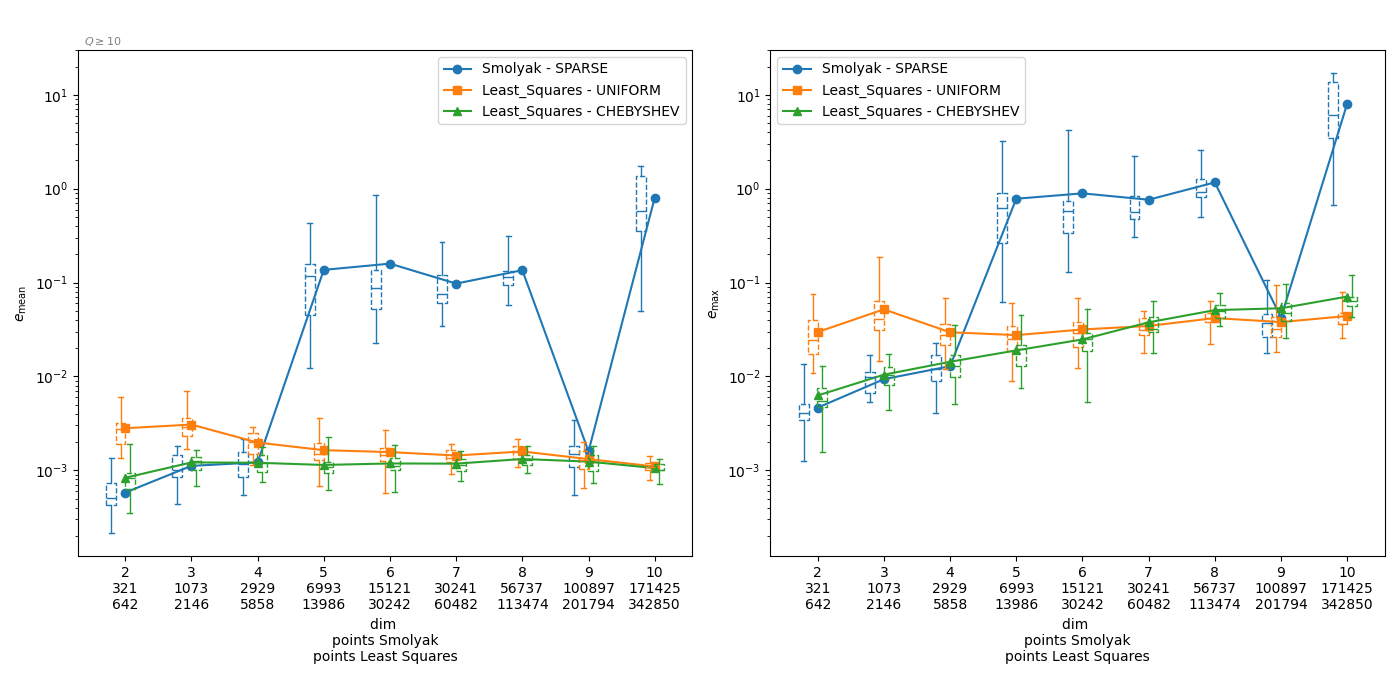 Q ≥ 10
Smolyak - SPARSE
Least_Squares - UNIFORM
Least_Squares - CHEBYSHEV
10¹
10⁰
10⁻¹
10⁻²
10⁻³
e_mean
2 3 4 5 6 7 8 9 10
321 1073 2929 6993 15121 30241 56737 100897 171425
642 2146 5858 13986 30242 60482 113474 201794 342850
dim
points Smolyak
points Least Squares
Smolyak - SPARSE
Least_Squares - UNIFORM
Least_Squares - CHEBYSHEV
10¹
10⁰
10⁻¹
10⁻²
10⁻³
e_max
2 3 4 5 6 7 8 9 10
321 1073 2929 6993 15121 30241 56737 100897 171425
642 2146 5858 13986 30242 60482 113474 201794 342850
dim
points Smolyak
points Least Squares